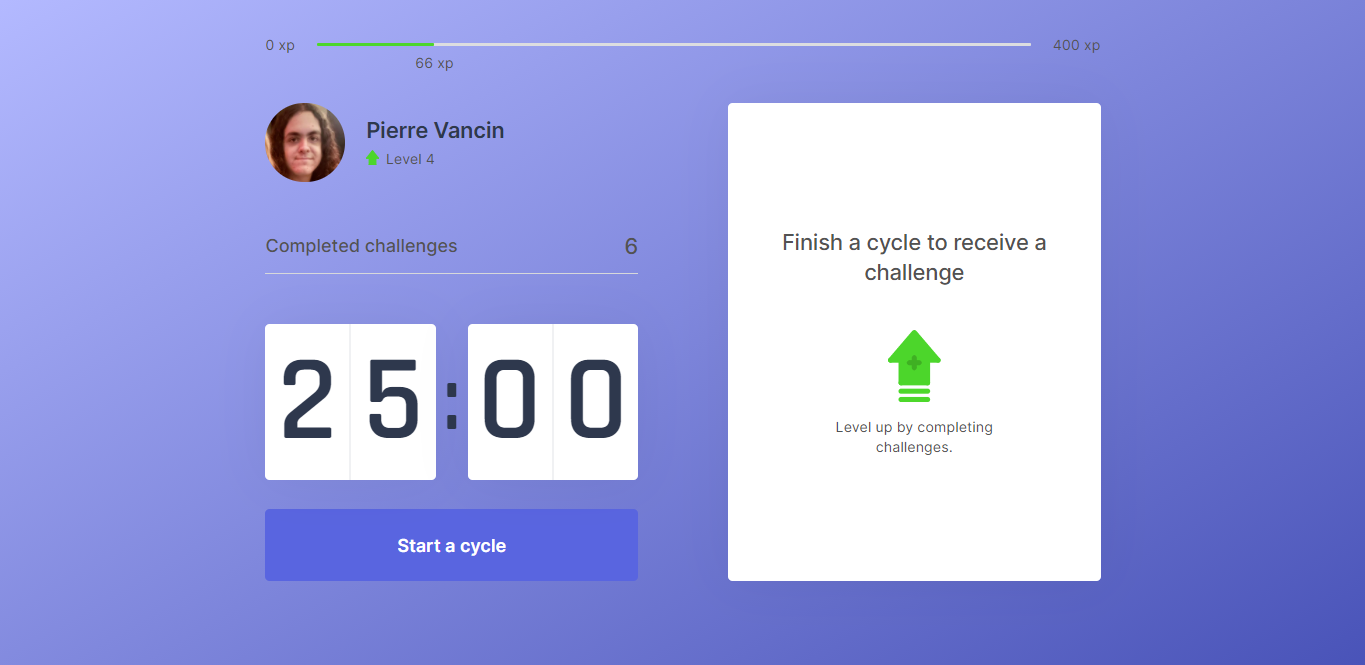 0 xp
400 xp
66 xp
Pierre Vancin
Level 4
Completed challenges 6
25:00
Start a cycle
Finish a cycle to receive a
challenge
Level up by completing
challenges.